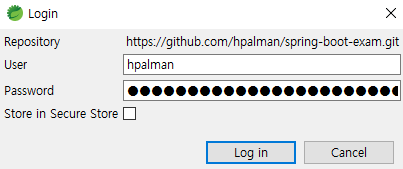 Login
Repository https://github.com/hpalman/spring-boot-exam.git
User hpalman
Password ●●●●●●●●●●●●●●●●●●●●●●●
Store in Secure Store
Log in Cancel